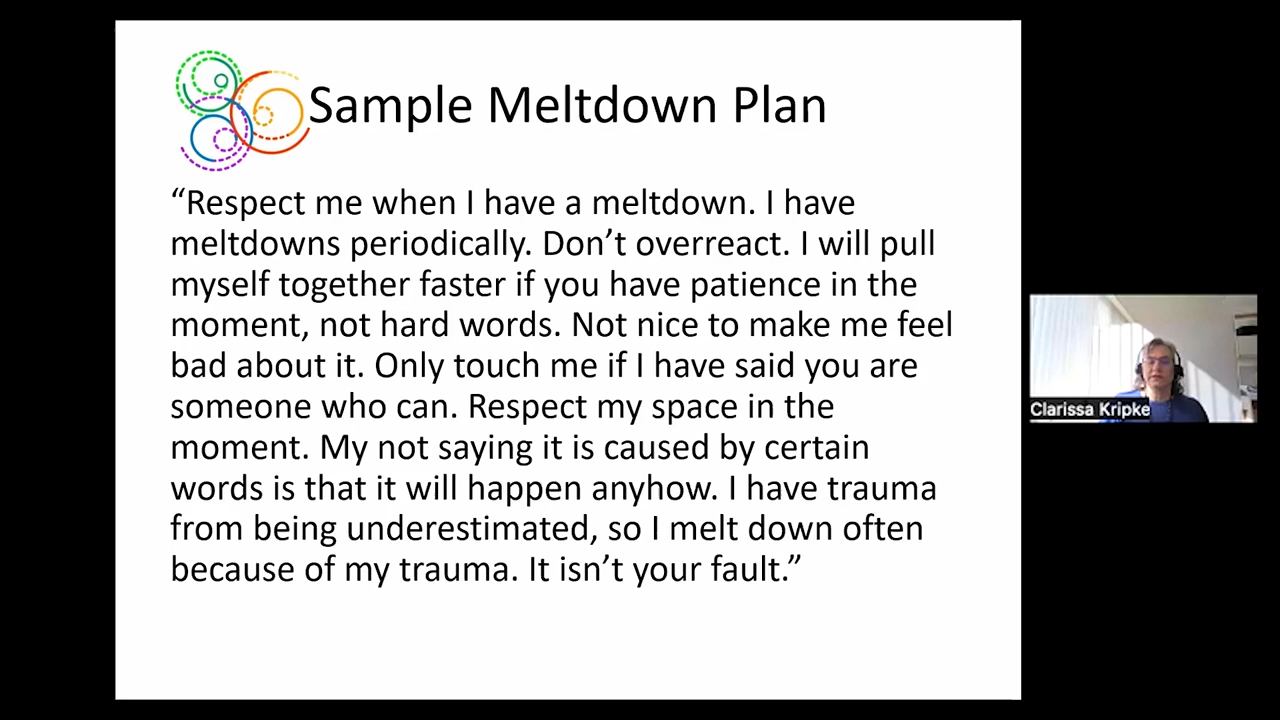 Sample Meltdown Plan
“Respect me when I have a meltdown. I have
meltdowns periodically. Don’t overreact. I will pull
myself together faster if you have patience in the
moment, not hard words. Not nice to make me feel
bad about it. Only touch me if I have said you are
someone who can. Respect my space in the
moment. My not saying it is caused by certain
words is that it will happen anyhow. I have trauma
from being underestimated, so I melt down often
because of my trauma. It isn’t your fault.”
Clarissa Kripke